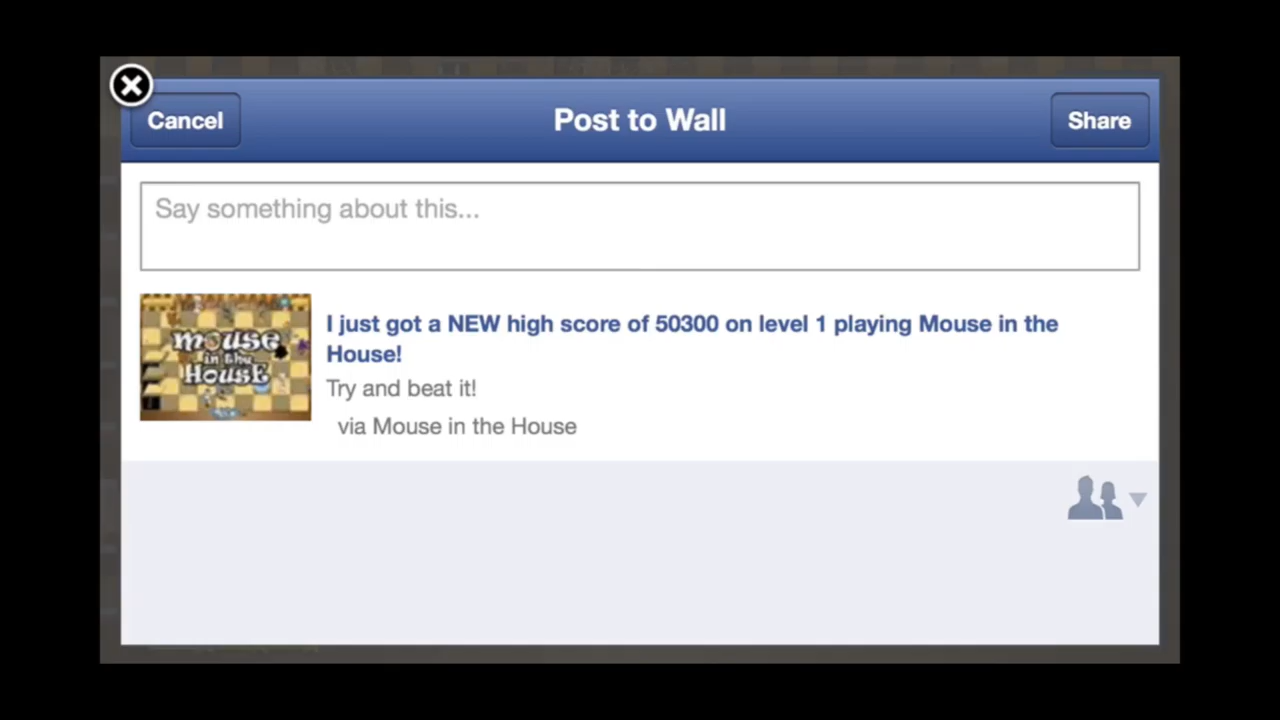 Cancel
Post to Wall
Share
Say something about this...
mouse
in the
House
I just got a NEW high score of 50300 on level 1 playing Mouse in the
House!
Try and beat it!
via Mouse in the House